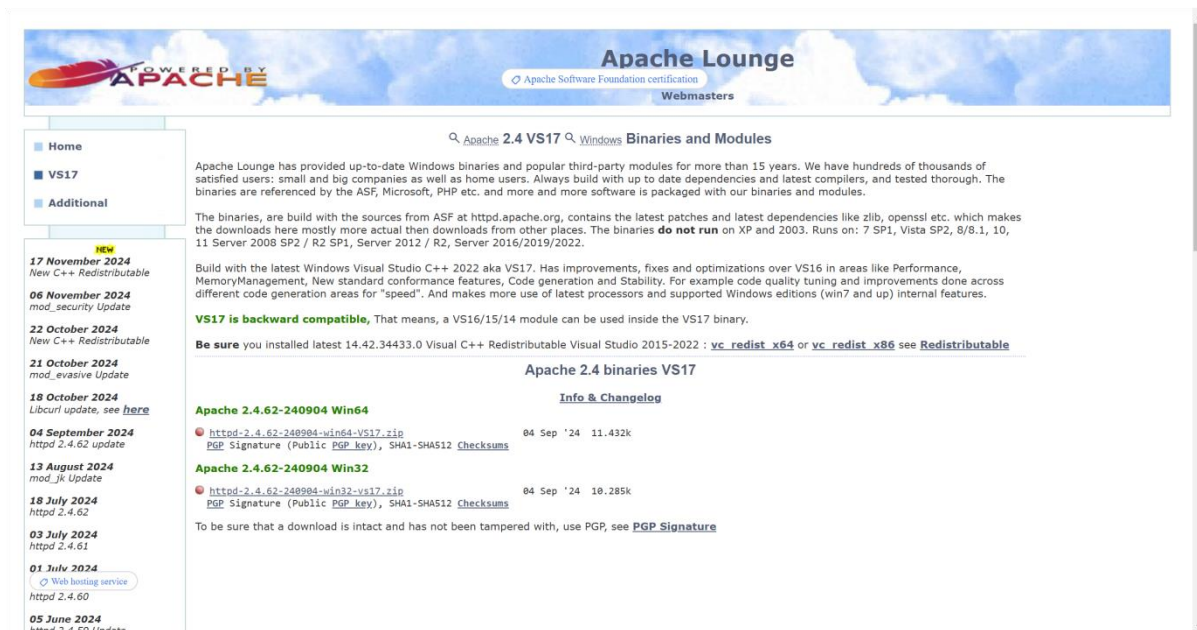 POWERED BY
APACHE
Apache Lounge
Apache Software Foundation certification
Webmasters
Home
VS17
Additional
NEW
17 November 2024
New C++ Redistributable
06 November 2024
mod_security Update
22 October 2024
New C++ Redistributable
21 October 2024
mod_evasive Update
18 October 2024
Libcurl update, see here
04 September 2024
httpd 2.4.62 update
13 August 2024
mod_jk Update
18 July 2024
httpd 2.4.62
03 July 2024
httpd 2.4.61
01 July 2024
Web hosting service
httpd 2.4.60
05 June 2024
httpd 2.4.59 Update
Apache 2.4 VS17 Windows Binaries and Modules
Apache Lounge has provided up-to-date Windows binaries and popular third-party modules for more than 15 years. We have hundreds of thousands of
satisfied users: small and big companies as well as home users. Always build with up to date dependencies and latest compilers, and tested thorough. The
binaries are referenced by the ASF, Microsoft, PHP etc. and more and more software is packaged with our binaries and modules.
The binaries, are build with the sources from ASF at httpd.apache.org, contains the latest patches and latest dependencies like zlib, openssl etc. which makes
the downloads here mostly more actual then downloads from other places. The binaries do not run on XP and 2003. Runs on: 7 SP1, Vista SP2, 8/8.1, 10,
11 Server 2008 SP2 / R2 SP1, Server 2012 / R2, Server 2016/2019/2022.
Build with the latest Windows Visual Studio C++ 2022 aka VS17. Has improvements, fixes and optimizations over VS16 in areas like Performance,
MemoryManagement, New standard conformance features, Code generation and Stability. For example code quality tuning and improvements done across
different code generation areas for "speed". And makes more use of latest processors and supported Windows editions (win7 and up) internal features.
VS17 is backward compatible, That means, a VS16/15/14 module can be used inside the VS17 binary.
Be sure you installed latest 14.42.34433.0 Visual C++ Redistributable Visual Studio 2015-2022 : vc_redist_x64 or vc_redist_x86 see Redistributable
Apache 2.4 binaries VS17
Info & Changelog
Apache 2.4.62-240904 Win64
httpd-2.4.62-240904-win64-VS17.zip 04 Sep '24 11.432k
PGP Signature (Public PGP key), SHA1-SHA512 Checksums
Apache 2.4.62-240904 Win32
httpd-2.4.62-240904-win32-vs17.zip 04 Sep '24 10.285k
PGP Signature (Public PGP key), SHA1-SHA512 Checksums
To be sure that a download is intact and has not been tampered with, use PGP, see PGP Signature